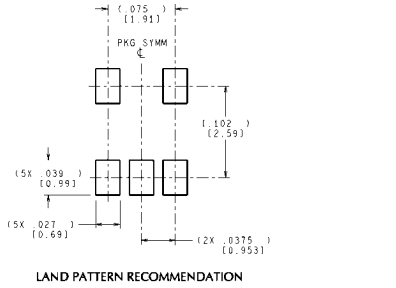 (.075 )
[1.91]
PKG SYMM
℄
(.102 )
[2.59]
(5X .039 )
[0.99]
(5X .027 )
[0.69]
(2X .0375 )
[0.953]
LAND PATTERN RECOMMENDATION